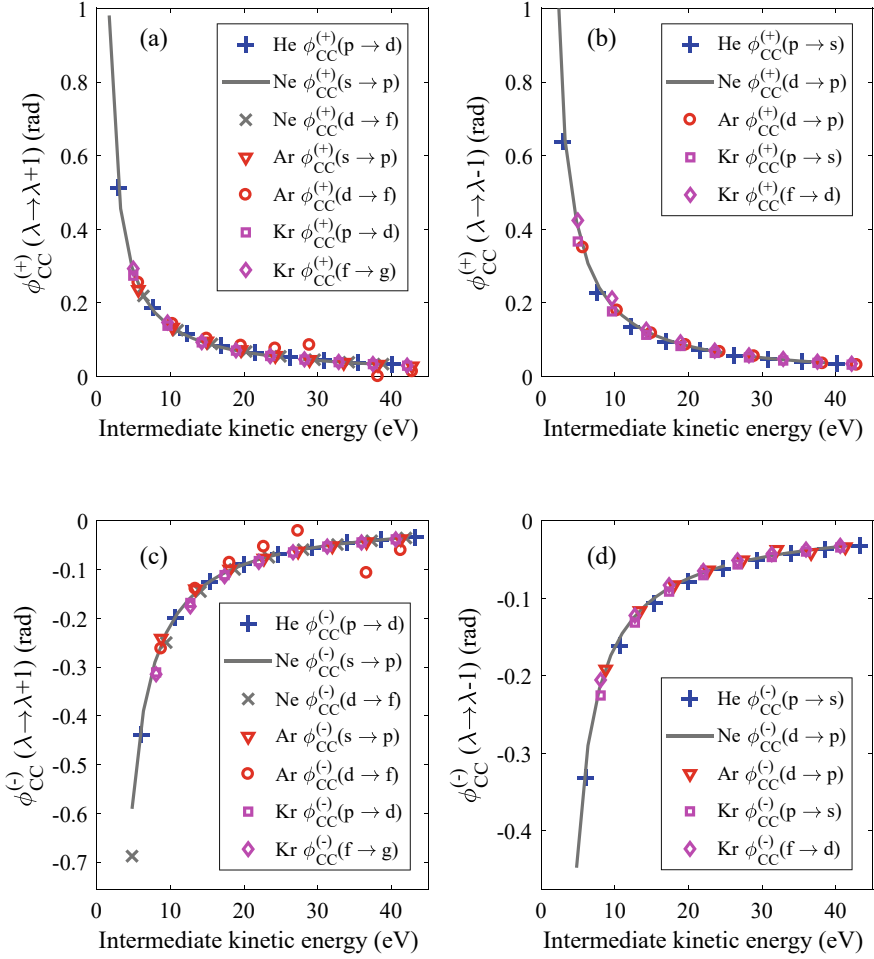 (a)
1
0.8
0.6
0.4
0.2
0
0 10 20 30 40
Intermediate kinetic energy (eV)
ϕ_CC^(+) (λ→λ+1) (rad)
He ϕ_CC^(+)(p → d)
Ne ϕ_CC^(+)(s → p)
Ne ϕ_CC^(+)(d → f)
Ar ϕ_CC^(+)(s → p)
Ar ϕ_CC^(+)(d → f)
Kr ϕ_CC^(+)(p → d)
Kr ϕ_CC^(+)(f → g)
(b)
1
0.8
0.6
0.4
0.2
0
0 10 20 30 40
Intermediate kinetic energy (eV)
ϕ_CC^(+) (λ→λ-1) (rad)
He ϕ_CC^(+)(p → s)
Ne ϕ_CC^(+)(d → p)
Ar ϕ_CC^(+)(d → p)
Kr ϕ_CC^(+)(p → s)
Kr ϕ_CC^(+)(f → d)
(c)
0
-0.1
-0.2
-0.3
-0.4
-0.5
-0.6
-0.7
0 10 20 30 40
Intermediate kinetic energy (eV)
ϕ_CC^(-) (λ→λ+1) (rad)
He ϕ_CC^(-)(p → d)
Ne ϕ_CC^(-)(s → p)
Ne ϕ_CC^(-)(d → f)
Ar ϕ_CC^(-)(s → p)
Ar ϕ_CC^(-)(d → f)
Kr ϕ_CC^(-)(p → d)
Kr ϕ_CC^(-)(f → g)
(d)
0
-0.1
-0.2
-0.3
-0.4
0 10 20 30 40
Intermediate kinetic energy (eV)
ϕ_CC^(-) (λ→λ-1) (rad)
He ϕ_CC^(-)(p → s)
Ne ϕ_CC^(-)(d → p)
Ar ϕ_CC^(-)(d → p)
Kr ϕ_CC^(-)(p → s)
Kr ϕ_CC^(-)(f → d)